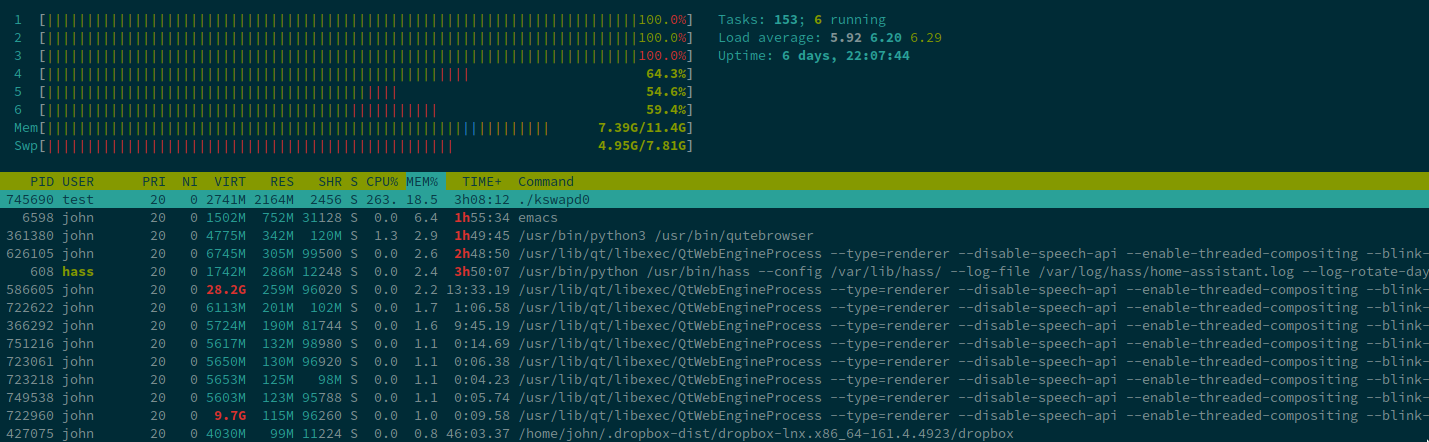 1 [100.0%] Tasks: 153; 6 running
2 [100.0%] Load average: 5.92 6.20 6.29
3 [100.0%] Uptime: 6 days, 22:07:44
4 [64.3%]
5 [54.6%]
6 [59.4%]
Mem[7.39G/11.4G]
Swp[4.95G/7.81G]
PID USER PRI NI VIRT RES SHR S CPU% MEM% TIME+ Command
745690 test 20 0 2741M 2164M 2456 S 263. 18.5 3h08:12 ./kswapd0
6598 john 20 0 1502M 752M 31128 S 0.0 6.4 1h55:34 emacs
361380 john 20 0 4775M 342M 120M S 1.3 2.9 1h49:45 /usr/bin/python3 /usr/bin/qutebrowser
626105 john 20 0 6745M 305M 99500 S 0.0 2.6 2h48:50 /usr/lib/qt/libexec/QtWebEngineProcess --type=renderer --disable-speech-api --enable-threaded-compositing --blink-
608 hass 20 0 1742M 286M 12248 S 0.0 2.4 3h50:07 /usr/bin/python /usr/bin/hass --config /var/lib/hass/ --log-file /var/log/hass/home-assistant.log --log-rotate-day
586605 john 20 0 28.2G 259M 96020 S 0.0 2.2 13:33.19 /usr/lib/qt/libexec/QtWebEngineProcess --type=renderer --disable-speech-api --enable-threaded-compositing --blink-
722622 john 20 0 6113M 201M 102M S 0.0 1.7 1:06.58 /usr/lib/qt/libexec/QtWebEngineProcess --type=renderer --disable-speech-api --enable-threaded-compositing --blink-
366292 john 20 0 5724M 190M 81744 S 0.0 1.6 9:45.19 /usr/lib/qt/libexec/QtWebEngineProcess --type=renderer --disable-speech-api --enable-threaded-compositing --blink-
751216 john 20 0 5617M 132M 98980 S 0.0 1.1 0:14.69 /usr/lib/qt/libexec/QtWebEngineProcess --type=renderer --disable-speech-api --enable-threaded-compositing --blink-
723061 john 20 0 5650M 130M 96920 S 0.0 1.1 0:06.38 /usr/lib/qt/libexec/QtWebEngineProcess --type=renderer --disable-speech-api --enable-threaded-compositing --blink-
723218 john 20 0 5653M 125M 98M S 0.0 1.1 0:04.23 /usr/lib/qt/libexec/QtWebEngineProcess --type=renderer --disable-speech-api --enable-threaded-compositing --blink-
749538 john 20 0 5603M 123M 95788 S 0.0 1.1 0:05.74 /usr/lib/qt/libexec/QtWebEngineProcess --type=renderer --disable-speech-api --enable-threaded-compositing --blink-
722960 john 20 0 9.7G 115M 96260 S 0.0 1.0 0:09.58 /usr/lib/qt/libexec/QtWebEngineProcess --type=renderer --disable-speech-api --enable-threaded-compositing --blink-
427075 john 20 0 4030M 99M 11224 S 0.0 0.8 46:03.37 /home/john/.dropbox-dist/dropbox-lnx.x86_64-161.4.4923/dropbox